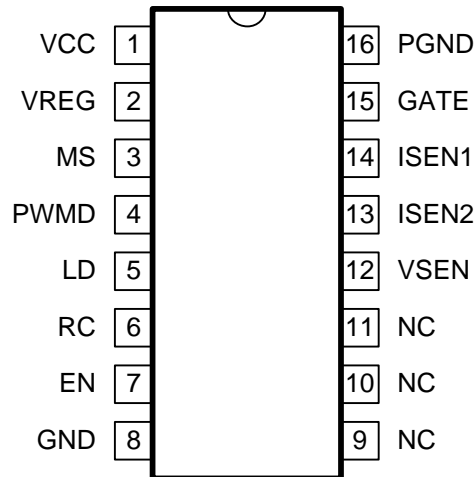 VCC 1 16 PGND
VREG 2 15 GATE
MS 3 14 ISEN1
PWMD 4 13 ISEN2
LD 5 12 VSEN
RC 6 11 NC
EN 7 10 NC
GND 8 9 NC